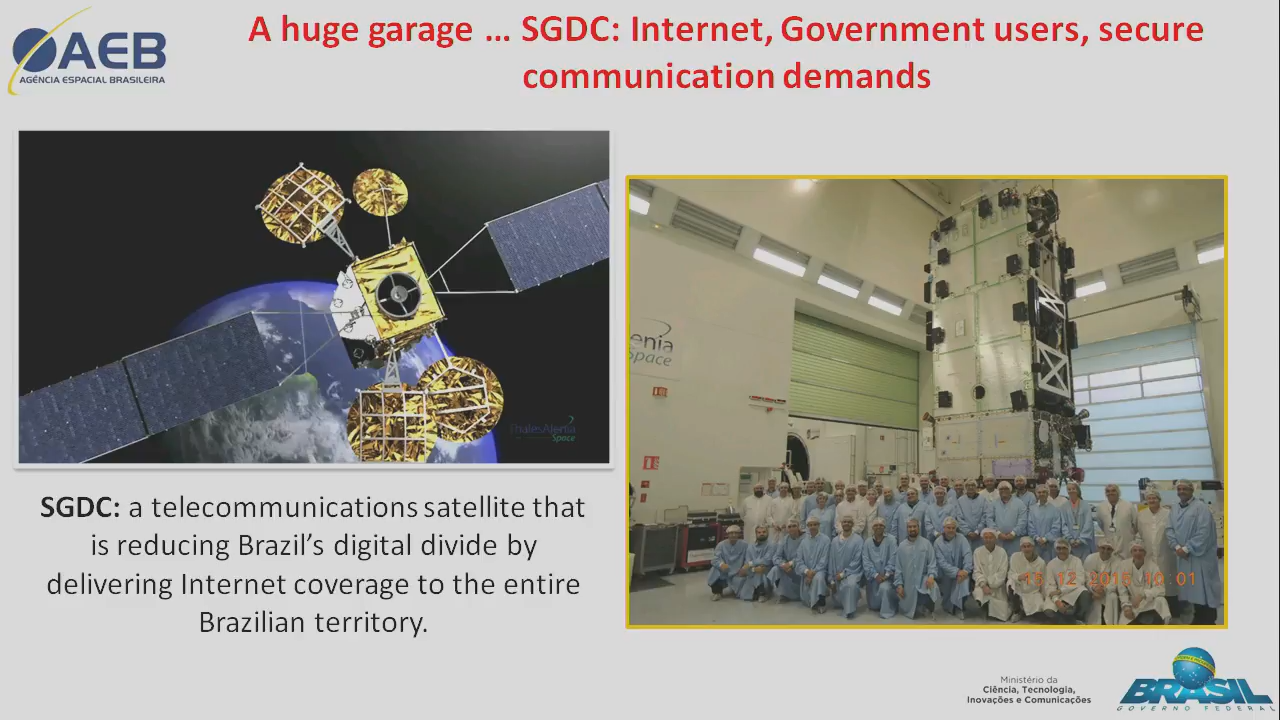 AEB
AGÊNCIA ESPACIAL BRASILEIRA
A huge garage ... SGDC: Internet, Government users, secure
communication demands
ThalesAlenia
Space
enia
Space
SGDC: a telecommunications satellite that
is reducing Brazil's digital divide by
delivering Internet coverage to the entire
Brazilian territory.
Ministério da
Ciência, Tecnologia,
Inovações e Comunicações
BRASIL
GOVERNO FEDERAL